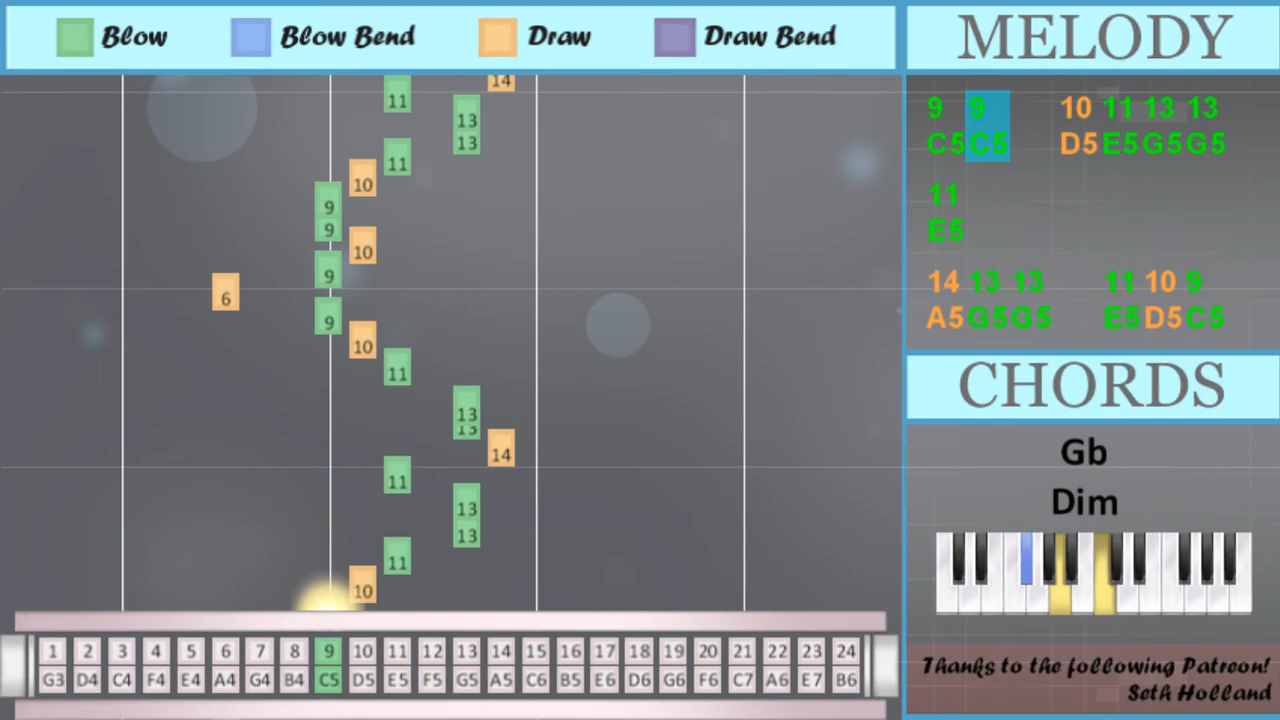 Blow Blow Bend Draw Draw Bend
MELODY
9 9 10 11 13 13
C5 C5 D5 E5 G5 G5
11
E5
14 13 13 11 10 9
A5 G5 G5 E5 D5 C5
CHORDS
Gb
Dim
Thanks to the following Patreon!
Seth Holland
14
11
13
13
11
10
9
9
10
9
6
9
10
11
13
13
14
11
13
13
11
10
1 2 3 4 5 6 7 8 9 10 11 12 13 14 15 16 17 18 19 20 21 22 23 24
G3 D4 C4 F4 E4 A4 G4 B4 C5 D5 E5 F5 G5 A5 C6 B5 E6 D6 G6 F6 C7 A6 E7 B6